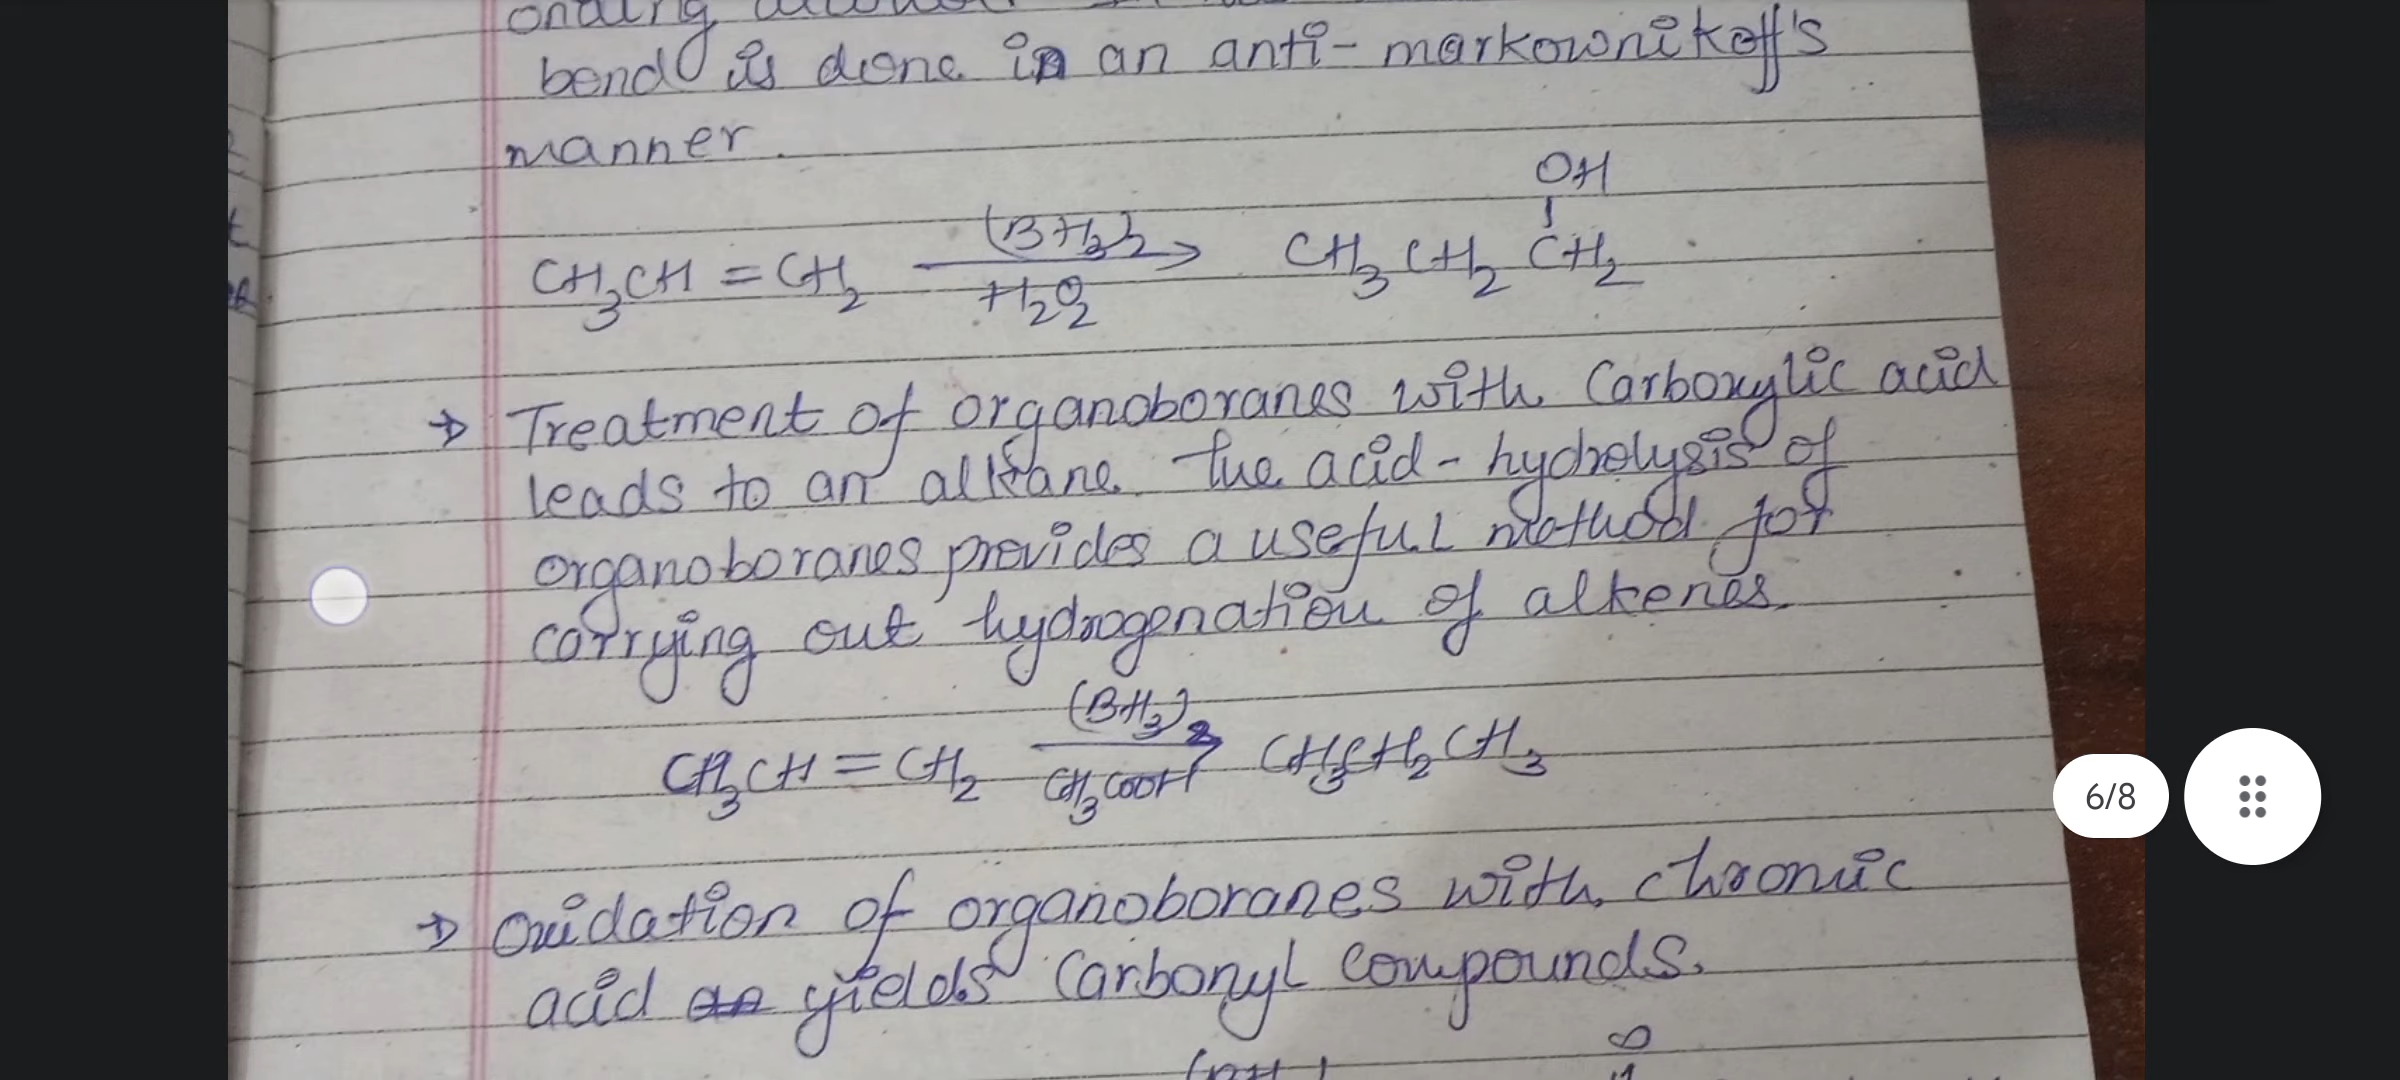 bond is done in an anti-markownikoff's
manner.
OH
CH3CH=CH2 (BH3)2 / H2O2 → CH3CH2CH2
→ Treatment of organoboranes with Carboxylic acid
leads to an alkane. The acid-hydrolysis of
organoboranes provides a useful method for
carrying out hydrogenation of alkenes.
(BH3)2
CH3CH=CH2 → CH3CH2CH3
CH3COOH
6/8
→ Oxidation of organoboranes with chromic
acid yields Carbonyl compounds.